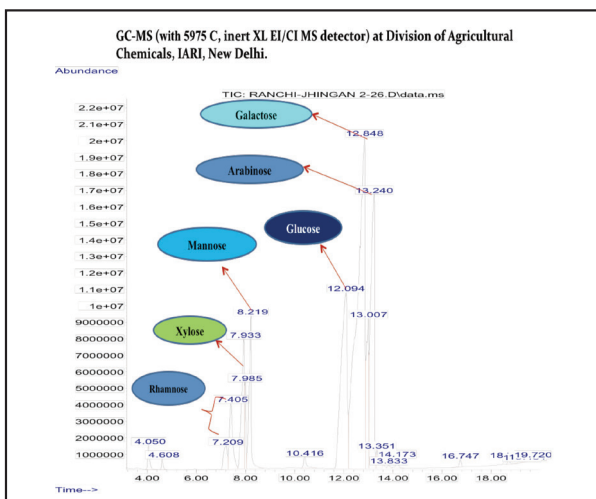 GC-MS (with 5975 C, inert XL EI/CI MS detector) at Division of Agricultural
Chemicals, IARI, New Delhi.
Abundance
TIC: RANCHI-JHINGAN 2-26.D\data.ms
2.2e+07
2.1e+07
2e+07
1.9e+07
1.8e+07
1.7e+07
1.6e+07
1.5e+07
1.4e+07
1.3e+07
1.2e+07
1.1e+07
1e+07
9000000
8000000
7000000
6000000
5000000
4000000
3000000
2000000
1000000
Galactose
12.848
Arabinose
13.240
Glucose
Mannose
12.094
8.219
13.007
Xylose
7.933
7.985
Rhamnose
7.405
7.209
4.050
4.608
10.416
13.351
14.173
13.833
16.747
19.720
4.00
6.00
8.00
10.00
12.00
14.00
16.00
18.00
Time-->